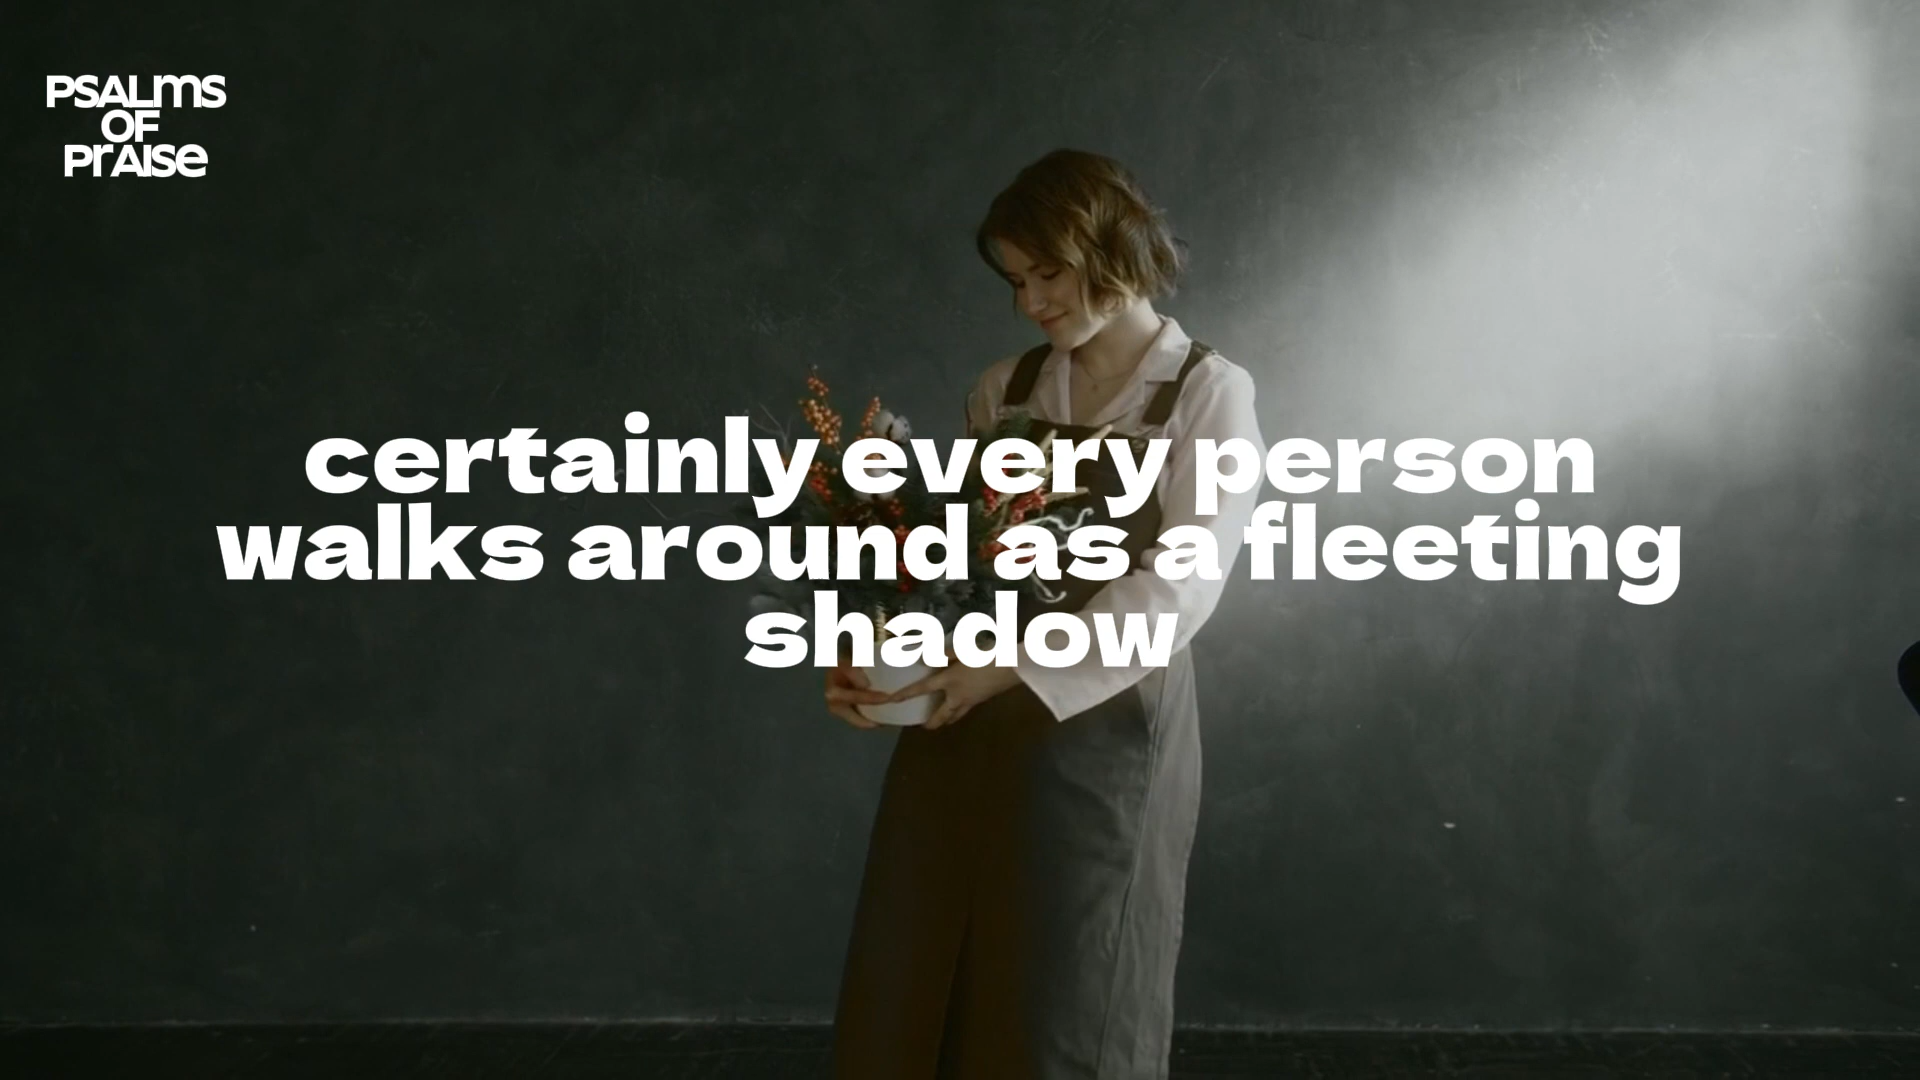 PSALmS
OF
PrAISe
certainly every person
walks around as a fleeting
shadow